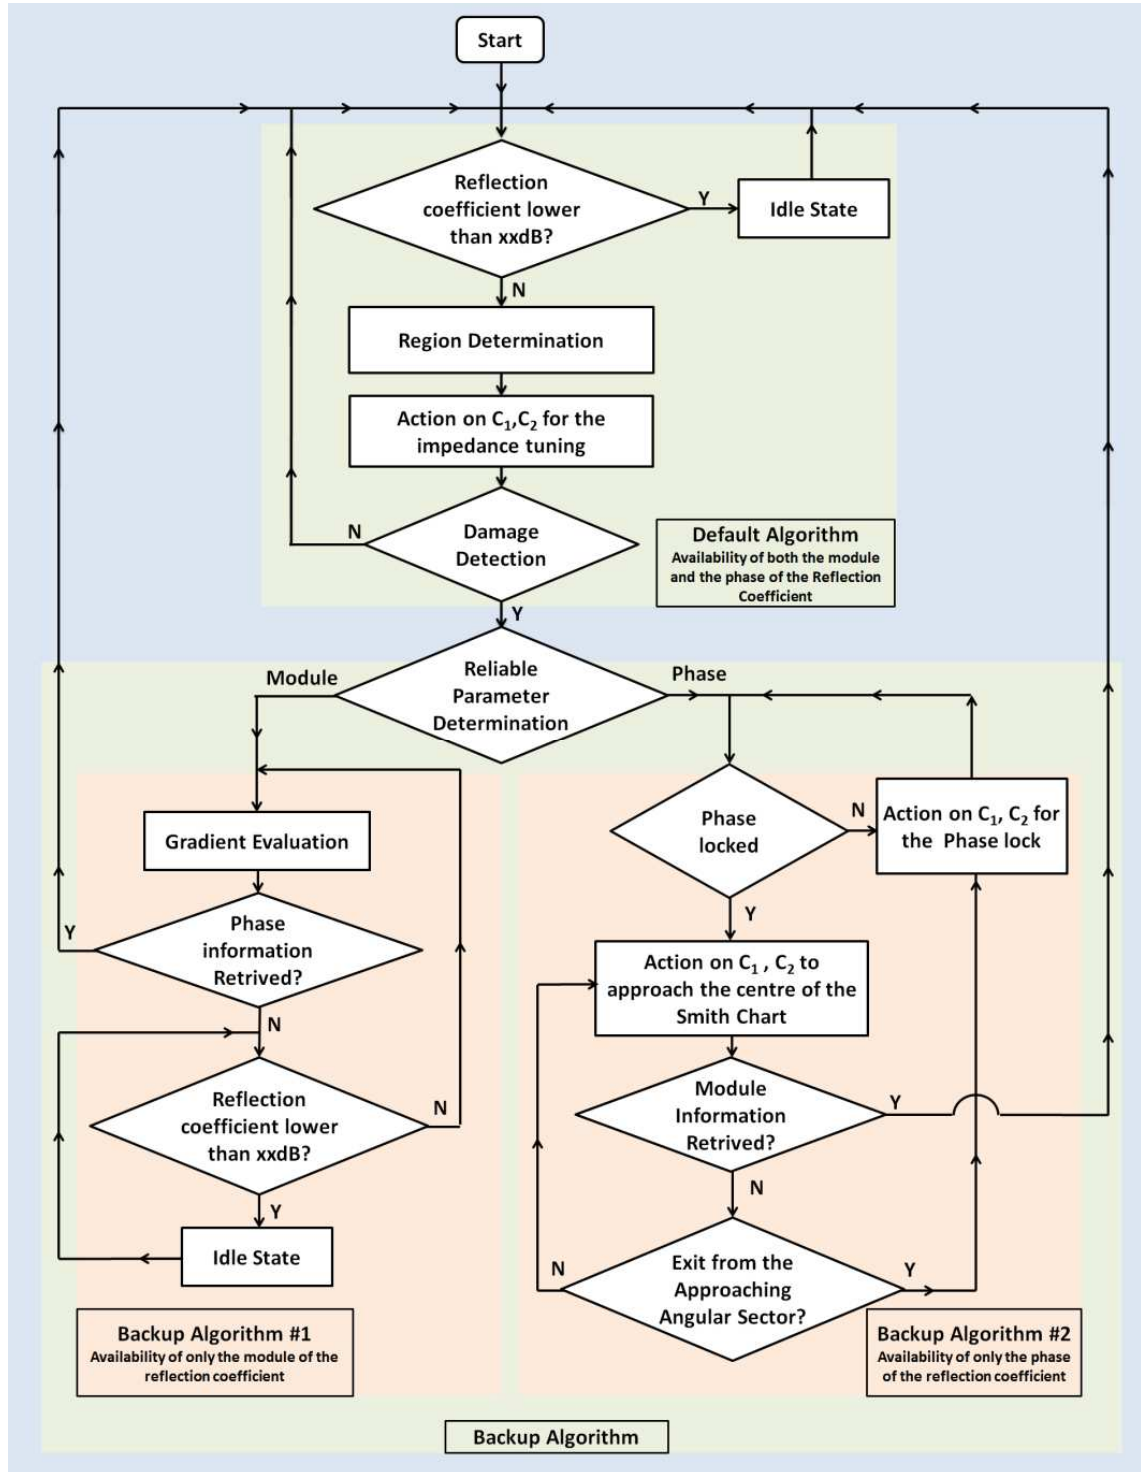 Start
Reflection
coefficient lower
than xxdB?
Y
Idle State
N
Region Determination
Action on C₁,C₂ for the
impedance tuning
N
Damage
Detection
Default Algorithm
Availability of both the module
and the phase of the Reflection
Coefficient
Y
Module
Reliable
Parameter
Determination
Phase
Gradient Evaluation
Y
Phase
information
Retrived?
N
Reflection
coefficient lower
than xxdB?
N
Y
Idle State
Backup Algorithm #1
Availability of only the module of the
reflection coefficient
Phase
locked
N
Action on C₁, C₂ for
the Phase lock
Y
Action on C₁ , C₂ to
approach the centre of the
Smith Chart
Module
Information
Retrived?
Y
N
N
Exit from the
Approaching
Angular Sector?
Y
Backup Algorithm #2
Availability of only the phase
of the reflection coefficient
Backup Algorithm